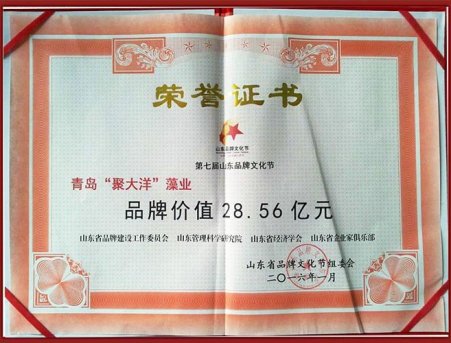 荣誉证书
山东品牌文化节
第七届山东品牌文化节
青岛“聚大洋”藻业
品牌价值 28.56 亿元
山东省品牌建设工作委员会 山东管理科学研究院 山东省经济学会 山东省企业家俱乐部
山东省品牌文化节组委会
二〇一六年一月